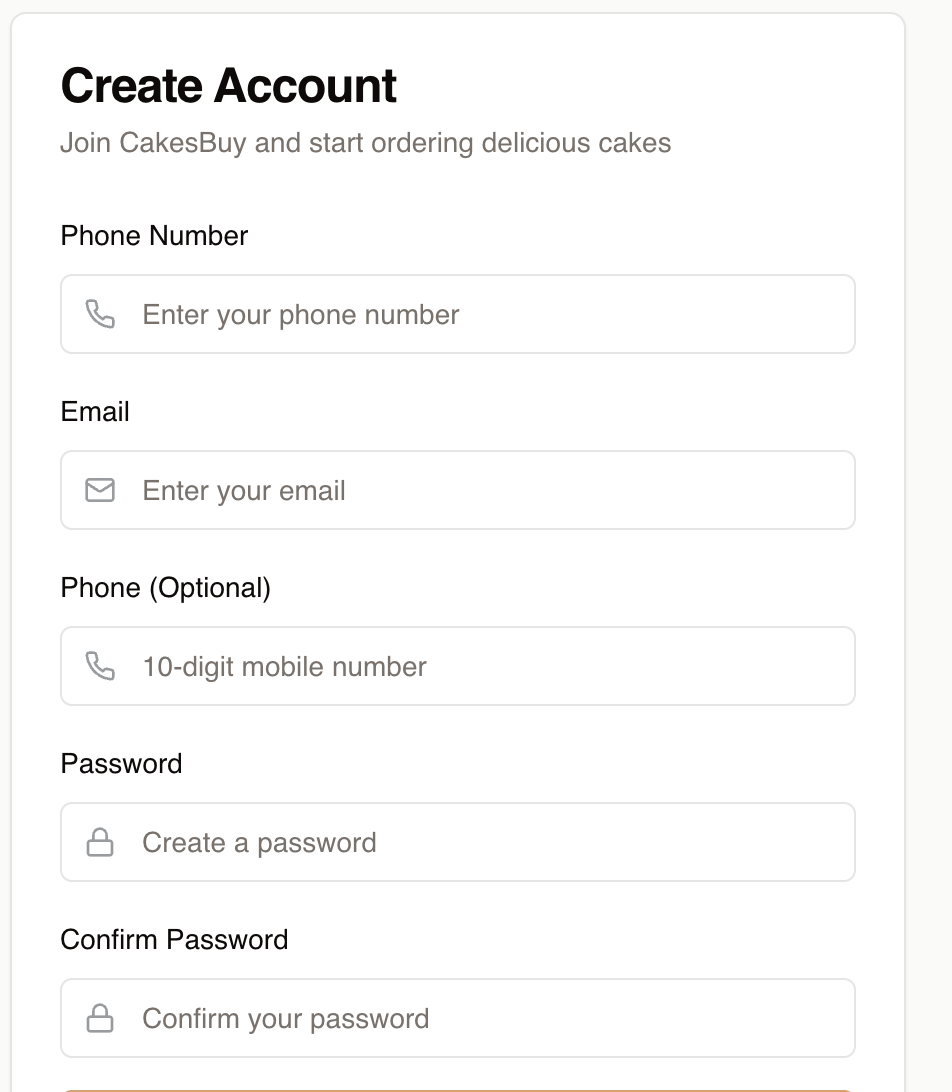 Create Account
Join CakesBuy and start ordering delicious cakes
Phone Number
Enter your phone number
Email
Enter your email
Phone (Optional)
10-digit mobile number
Password
Create a password
Confirm Password
Confirm your password